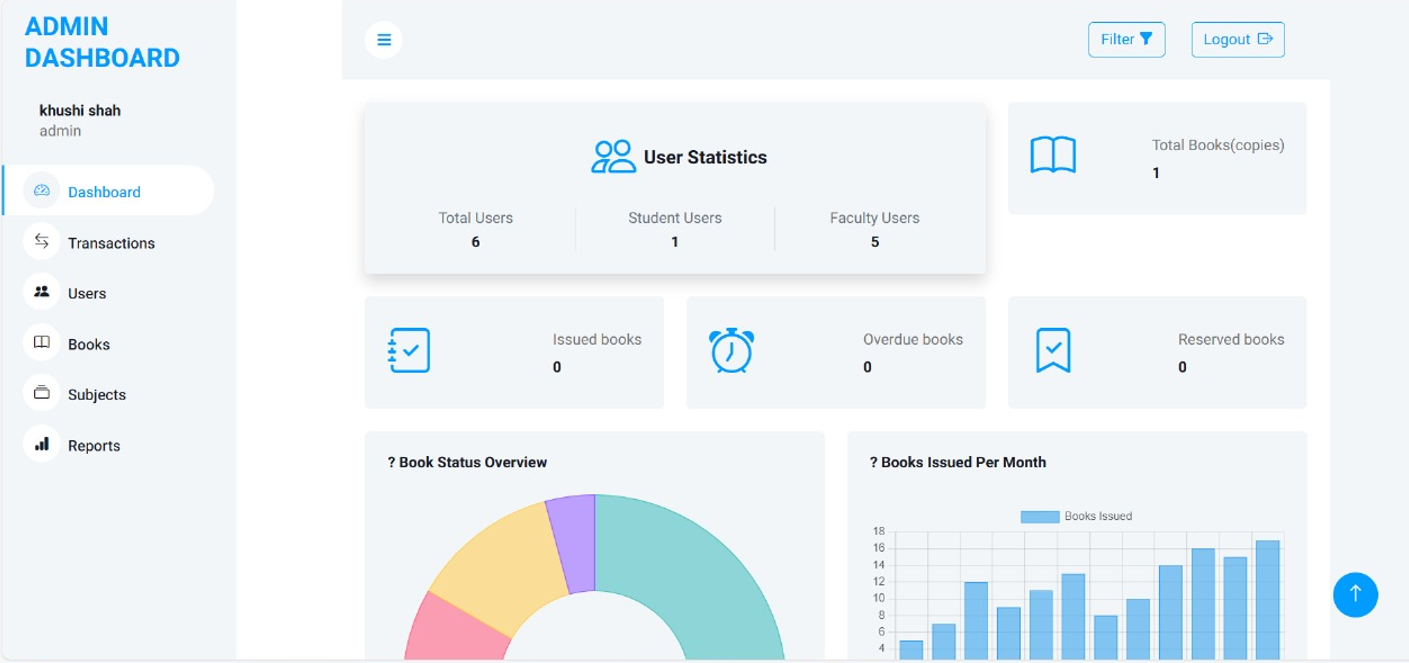 ADMIN
DASHBOARD
khushi shah
admin
Dashboard
Transactions
Users
Books
Subjects
Reports
Filter
Logout
User Statistics
Total Users
6
Student Users
1
Faculty Users
5
Total Books(copies)
1
Issued books
0
Overdue books
0
Reserved books
0
? Book Status Overview
? Books Issued Per Month
Books Issued
18
16
14
12
10
8
6
4